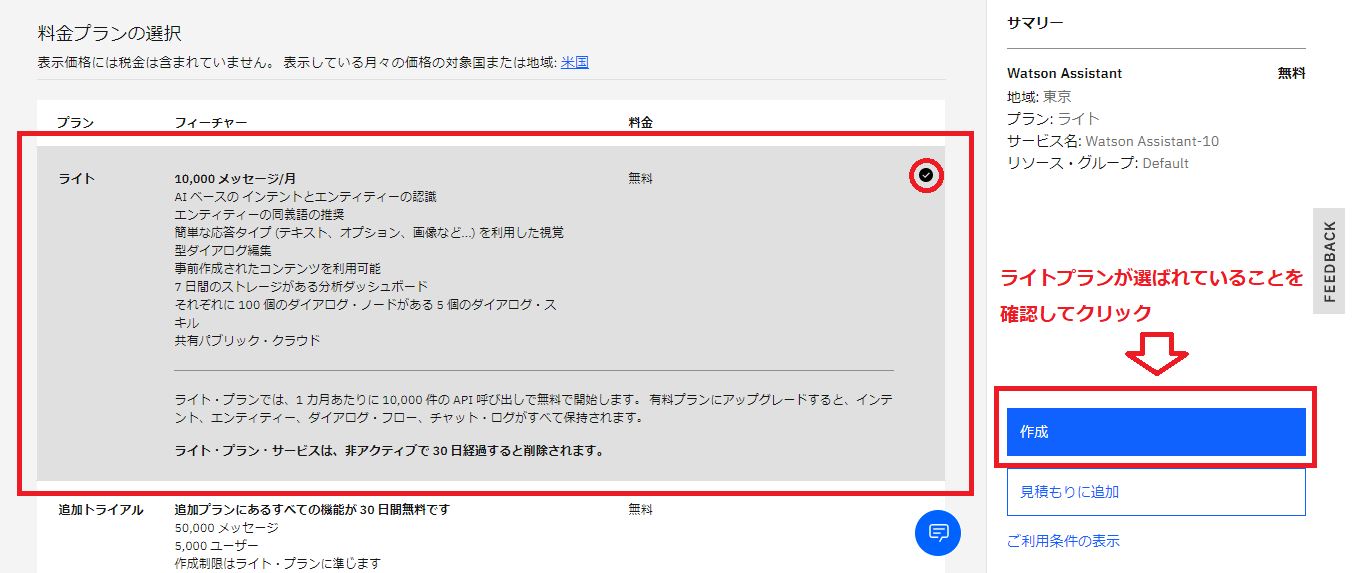 料金プランの選択
表示価格には税金は含まれていません。 表示している月々の価格の対象国または地域: 米国
プラン フィーチャー 料金
ライト 10,000 メッセージ/月 無料
AI ベースの インテントとエンティティーの認識
エンティティーの同義語の推奨
簡単な応答タイプ (テキスト、オプション、画像など...) を利用した視覚
型ダイアログ編集
事前作成されたコンテンツを利用可能
7 日間のストレージがある分析ダッシュボード
それぞれに 100 個のダイアログ・ノードがある 5 個のダイアログ・ス
キル
共有パブリック・クラウド
ライト・プランでは、1 カ月あたりに 10,000 件の API 呼び出しで無料で開始します。 有料プランにアップグレードすると、インテ
ント、エンティティー、ダイアログ・フロー、チャット・ログがすべて保持されます。
ライト・プラン・サービスは、非アクティブで 30 日経過すると削除されます。
追加トライアル 追加プランにあるすべての機能が 30 日間無料です 無料
50,000 メッセージ
5,000 ユーザー
作成制限はライト・プランに準じます
サマリー
Watson Assistant 無料
地域: 東京
プラン: ライト
サービス名: Watson Assistant-10
リソース・グループ: Default
FEEDBACK
ライトプランが選ばれていることを
確認してクリック
作成
見積もりに追加
ご利用条件の表示